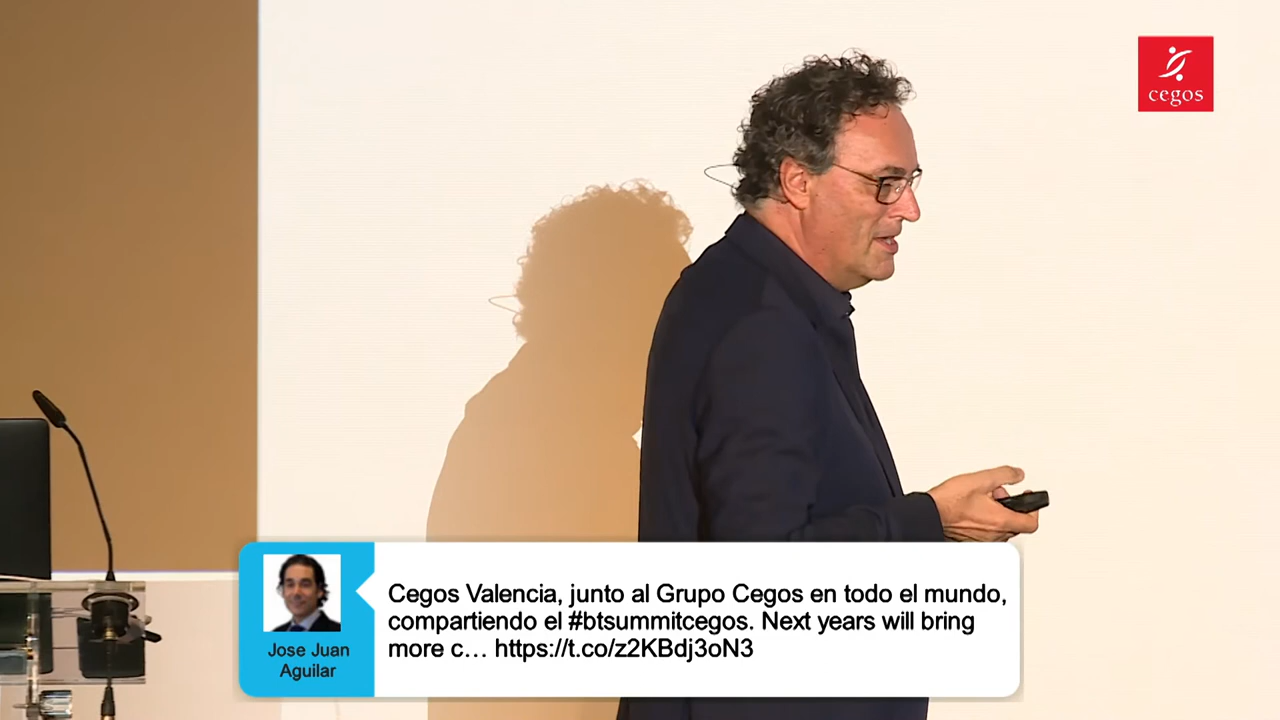 cegos
Cegos Valencia, junto al Grupo Cegos en todo el mundo,
compartiendo el #btsummitcegos. Next years will bring
more c… https://t.co/z2KBdj3oN3
Jose Juan
Aguilar